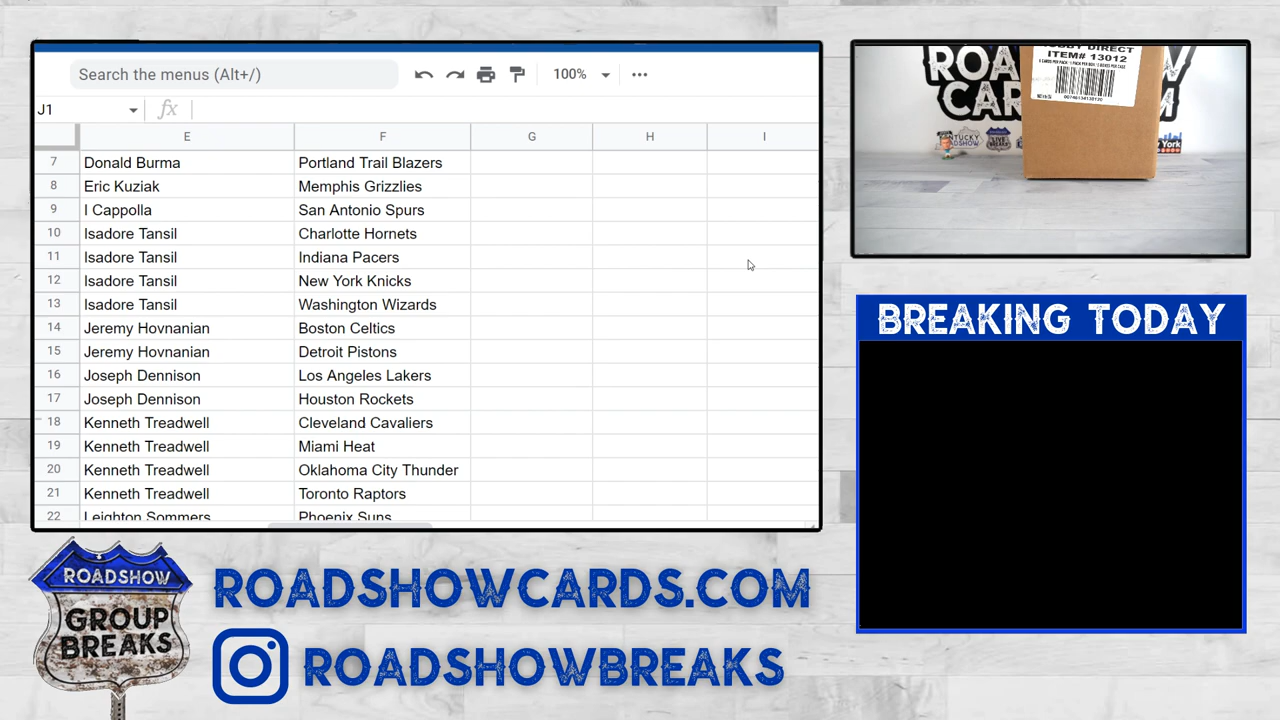 Search the menus (Alt+/)
100%
J1
fx
E F G H I
7 Donald Burma Portland Trail Blazers
8 Eric Kuziak Memphis Grizzlies
9 I Cappolla San Antonio Spurs
10 Isadore Tansil Charlotte Hornets
11 Isadore Tansil Indiana Pacers
12 Isadore Tansil New York Knicks
13 Isadore Tansil Washington Wizards
14 Jeremy Hovnanian Boston Celtics
15 Jeremy Hovnanian Detroit Pistons
16 Joseph Dennison Los Angeles Lakers
17 Joseph Dennison Houston Rockets
18 Kenneth Treadwell Cleveland Cavaliers
19 Kenneth Treadwell Miami Heat
20 Kenneth Treadwell Oklahoma City Thunder
21 Kenneth Treadwell Toronto Raptors
22 Leighton Sommers Phoenix Suns
DIRECT
ITEM# 13012
BREAKING TODAY
ROADSHOW
GROUP
BREAKS
ROADSHOWCARDS.COM
ROADSHOWBREAKS